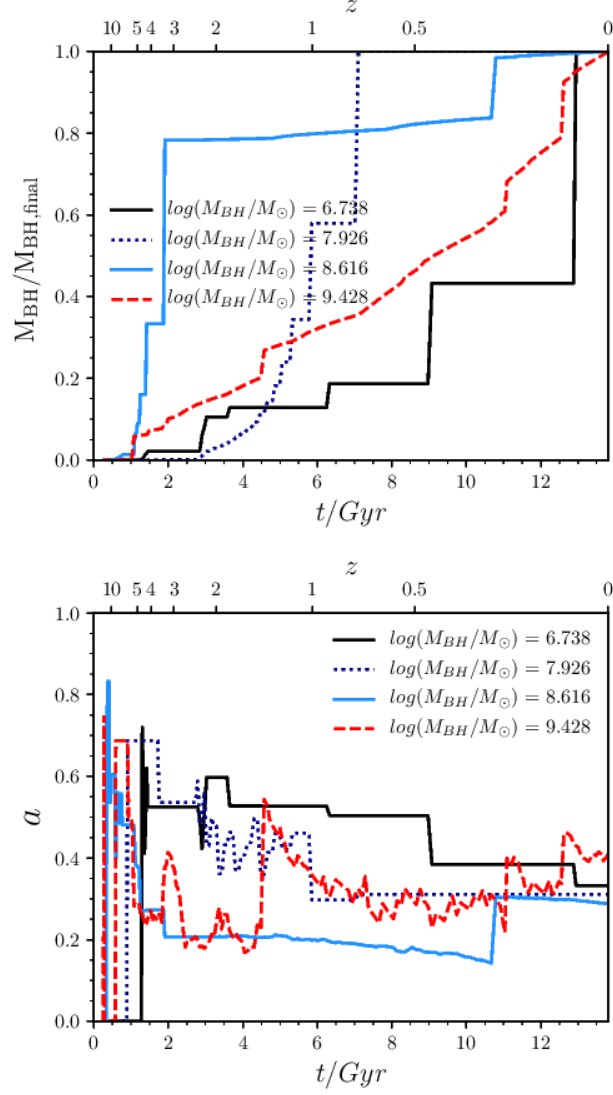 z
10 5 4 3 2 1 0.5 0
1.0
0.8
0.6
0.4
0.2
0.0
M_BH/M_BH,final
log(M_BH/M_⊙) = 6.738
log(M_BH/M_⊙) = 7.926
log(M_BH/M_⊙) = 8.616
log(M_BH/M_⊙) = 9.428
0 2 4 6 8 10 12
t/Gyr
z
10 5 4 3 2 1 0.5 0
1.0
0.8
0.6
0.4
0.2
0.0
a
log(M_BH/M_⊙) = 6.738
log(M_BH/M_⊙) = 7.926
log(M_BH/M_⊙) = 8.616
log(M_BH/M_⊙) = 9.428
0 2 4 6 8 10 12
t/Gyr